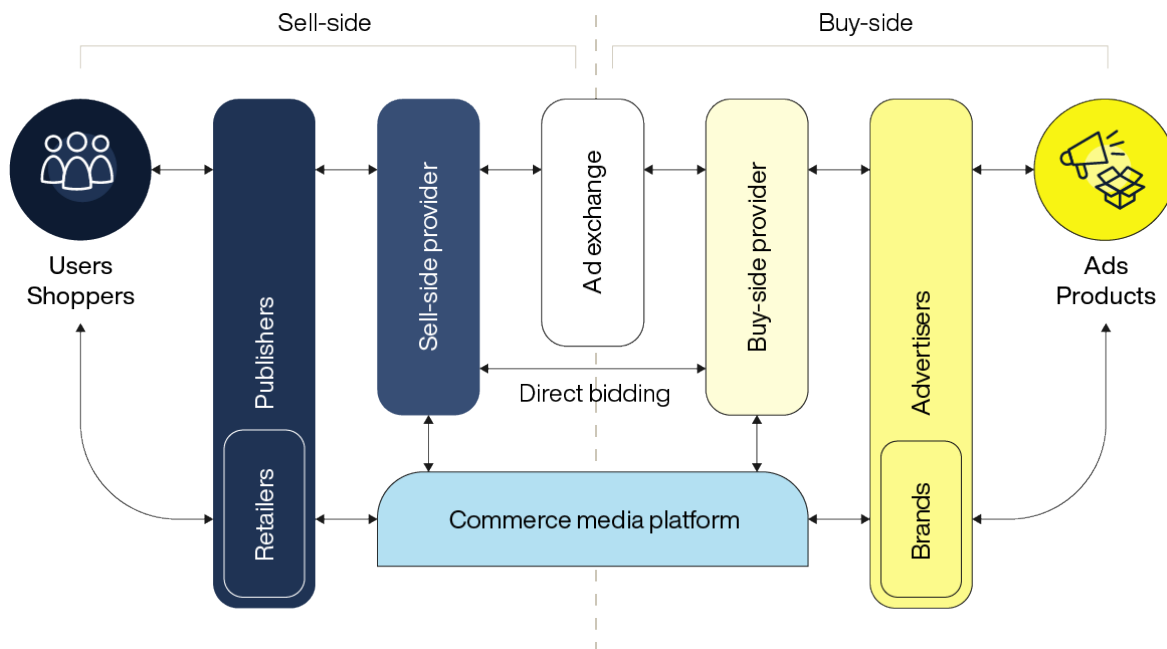 Sell-side
Buy-side
Users
Shoppers
Publishers
Retailers
Sell-side provider
Ad exchange
Buy-side provider
Direct bidding
Commerce media platform
Advertisers
Brands
Ads
Products